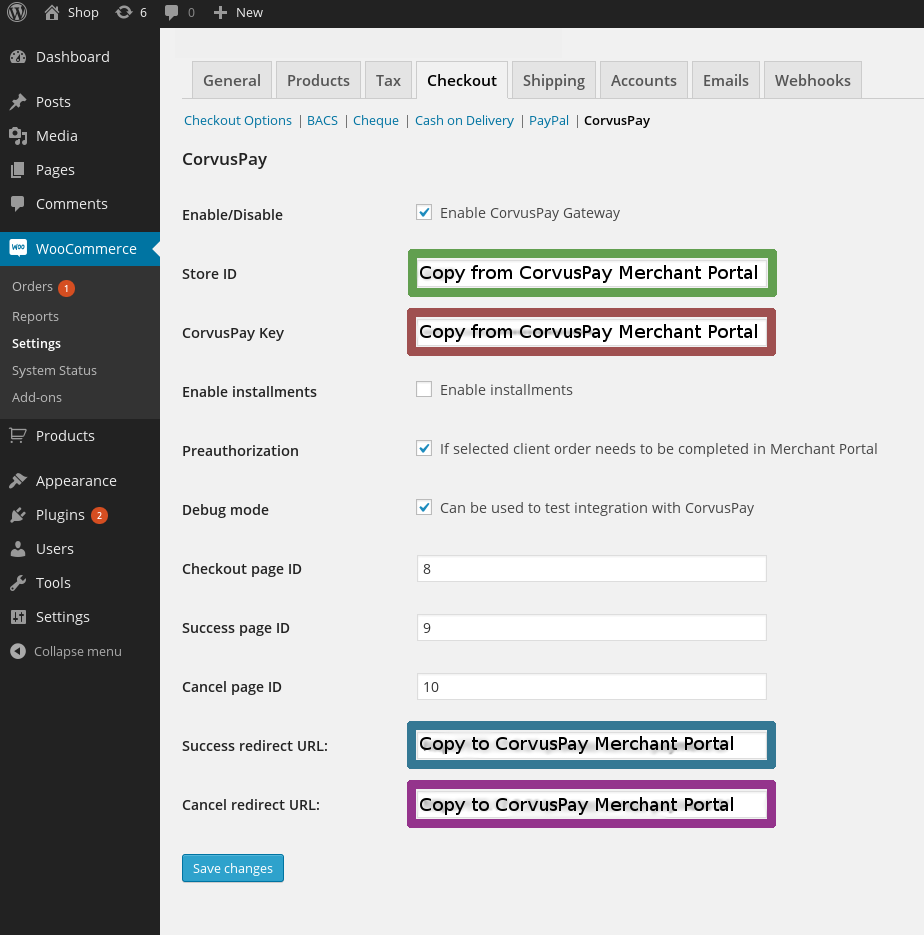 Shop 6 0 New
Dashboard
Posts
Media
Pages
Comments
WooCommerce
Orders 1
Reports
Settings
System Status
Add-ons
Products
Appearance
Plugins 2
Users
Tools
Settings
Collapse menu
General Products Tax Checkout Shipping Accounts Emails Webhooks
Checkout Options | BACS | Cheque | Cash on Delivery | PayPal | CorvusPay
CorvusPay
Enable/Disable Enable CorvusPay Gateway
Store ID Copy from CorvusPay Merchant Portal
CorvusPay Key Copy from CorvusPay Merchant Portal
Enable installments Enable installments
Preauthorization If selected client order needs to be completed in Merchant Portal
Debug mode Can be used to test integration with CorvusPay
Checkout page ID 8
Success page ID 9
Cancel page ID 10
Success redirect URL: Copy to CorvusPay Merchant Portal
Cancel redirect URL: Copy to CorvusPay Merchant Portal
Save changes